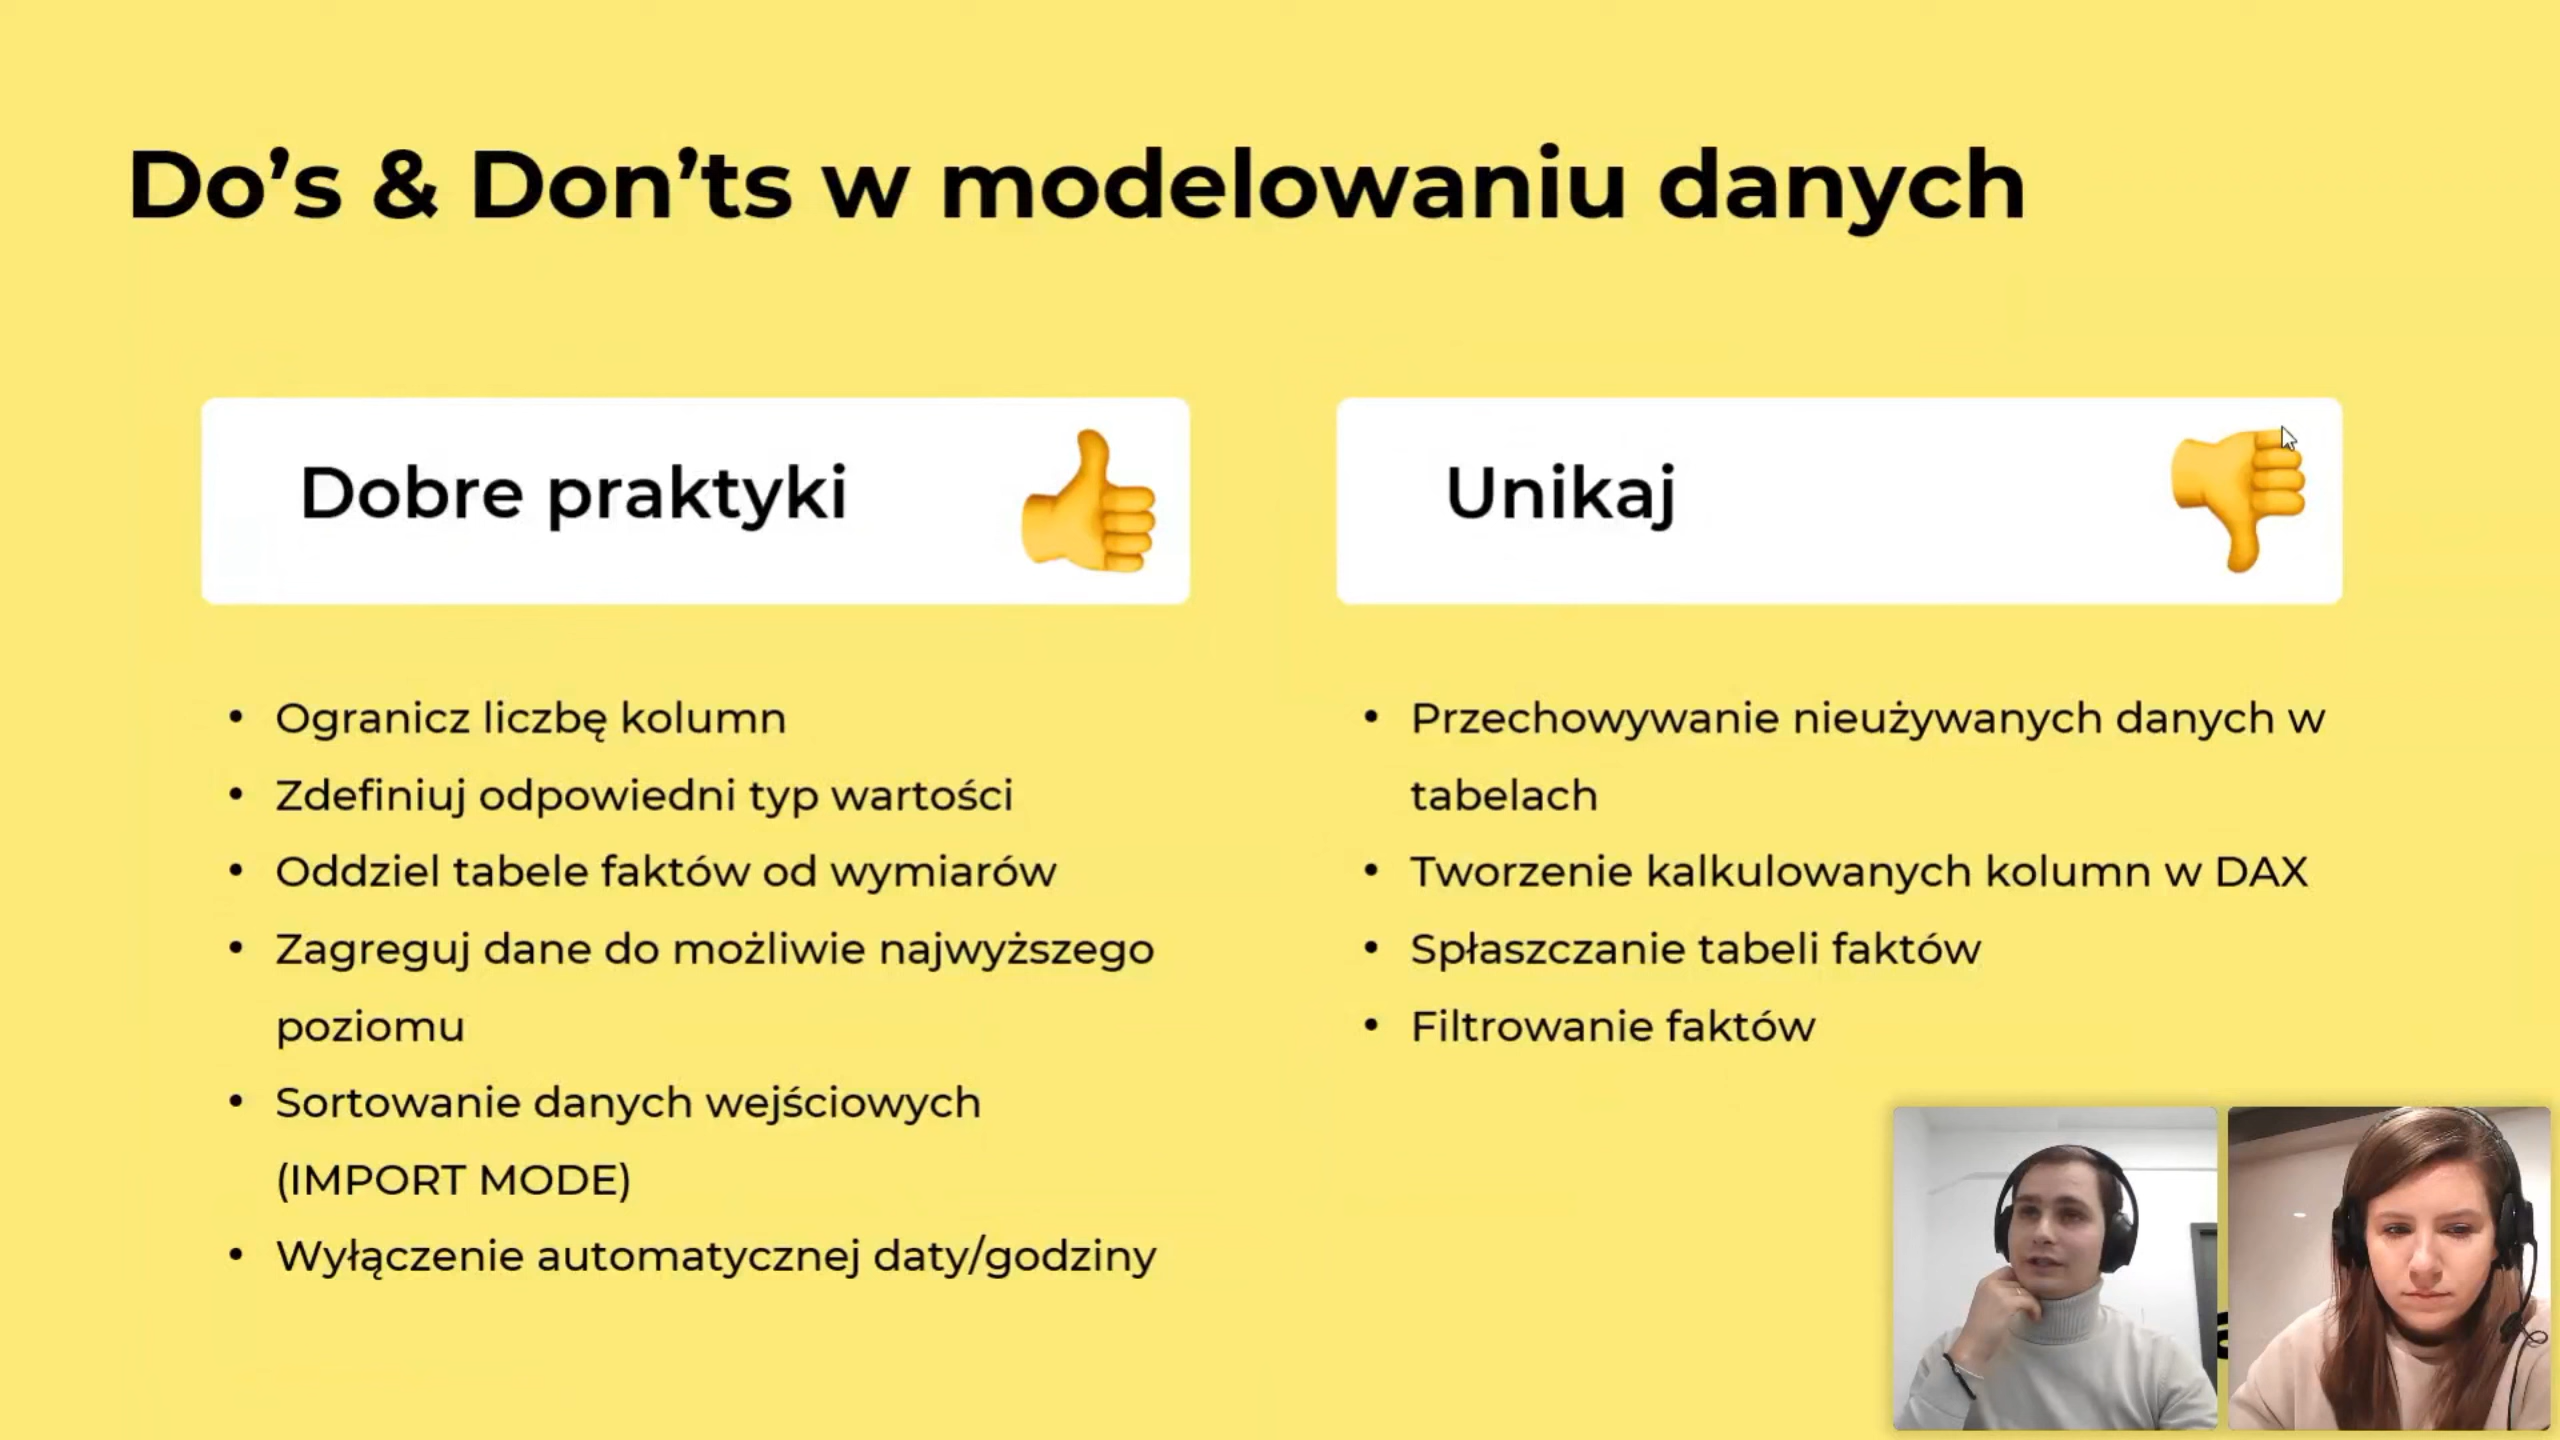 Do’s & Don’ts w modelowaniu danych
Dobre praktyki
• Ogranicz liczbę kolumn
• Zdefiniuj odpowiedni typ wartości
• Oddziel tabele faktów od wymiarów
• Zagreguj dane do możliwie najwyższego
poziomu
• Sortowanie danych wejściowych
(IMPORT MODE)
• Wyłączenie automatycznej daty/godziny
Unikaj
• Przechowywanie nieużywanych danych w
tabelach
• Tworzenie kalkulowanych kolumn w DAX
• Spłaszczanie tabeli faktów
• Filtrowanie faktów